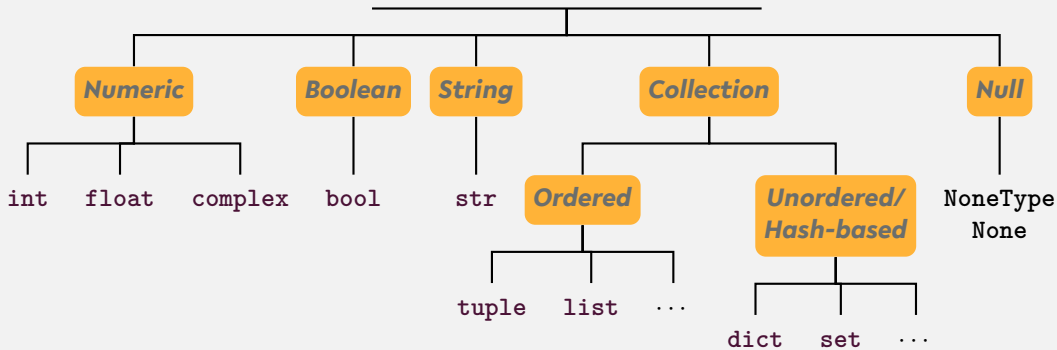 Numeric Boolean String Collection Null
int float complex bool str Ordered Unordered/ NoneType
Hash-based None
tuple list ...
dict set ...